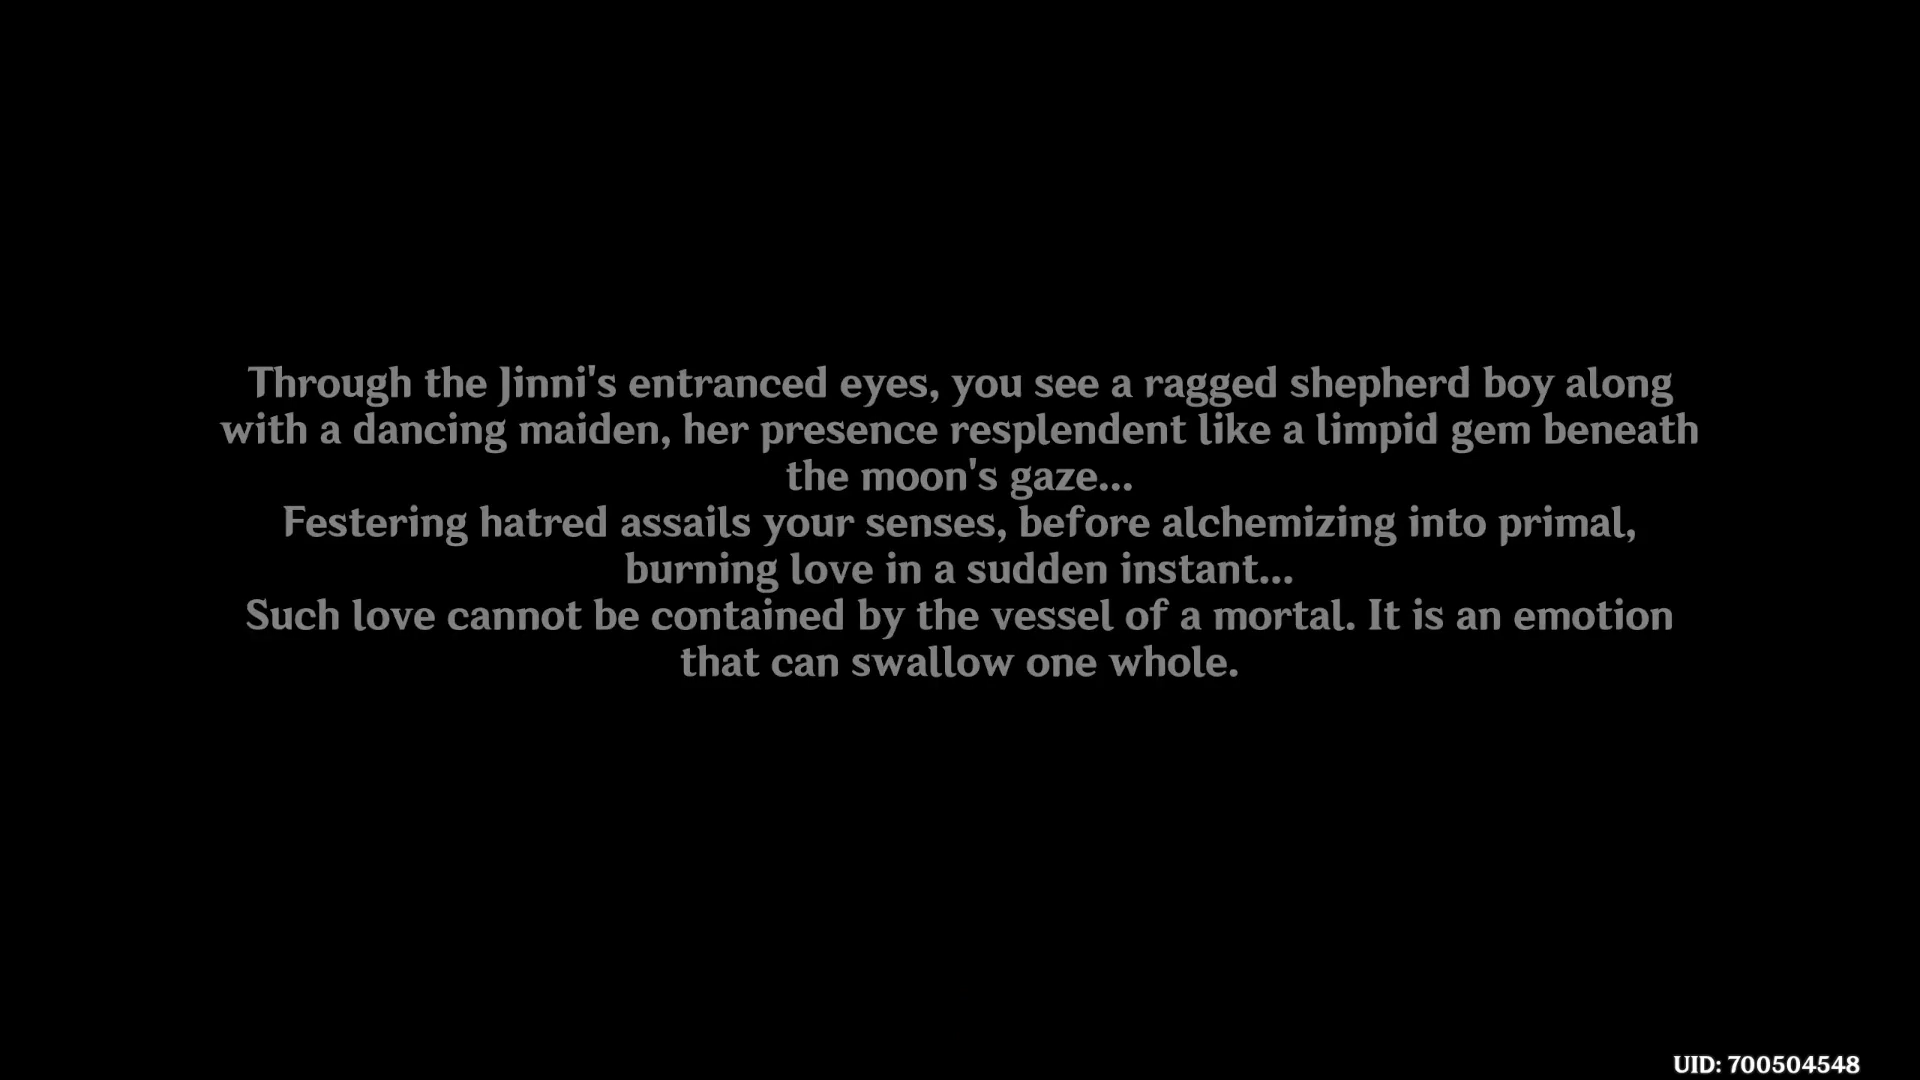 Through the Jinni's entranced eyes, you see a ragged shepherd boy along
with a dancing maiden, her presence resplendent like a limpid gem beneath
the moon's gaze...
Festering hatred assails your senses, before alchemizing into primal,
burning love in a sudden instant...
Such love cannot be contained by the vessel of a mortal. It is an emotion
that can swallow one whole.
UID: 700504548